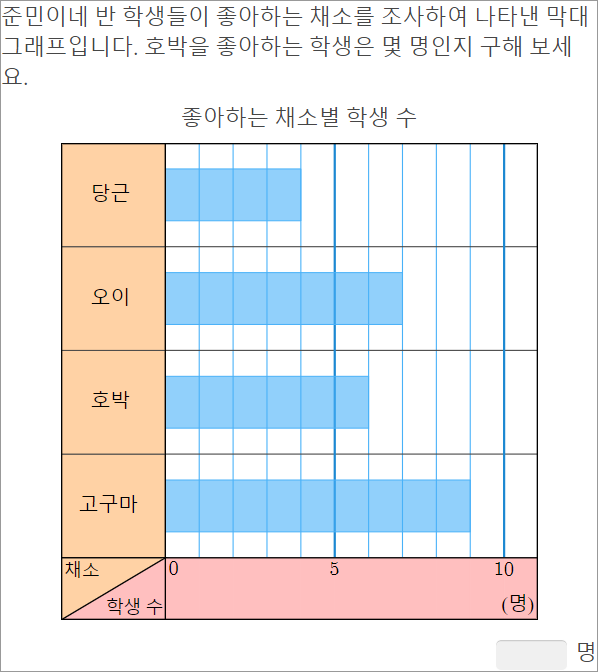 준민이네 반 학생들이 좋아하는 채소를 조사하여 나타낸 막대
그래프입니다. 호박을 좋아하는 학생은 몇 명인지 구해 보세
요.
좋아하는 채소별 학생 수
당근
오이
호박
고구마
채소
학생 수
0 5 10
(명)
명